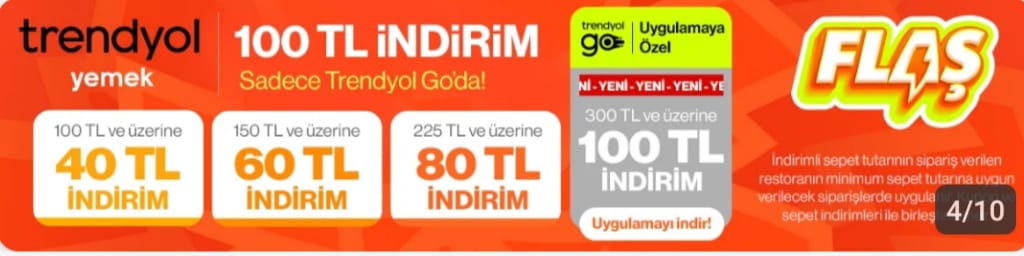 trendyol
yemek
100 TL İNDİRİM
Sadece Trendyol Go'da!
100 TL ve üzerine
40 TL
İNDİRİM
150 TL ve üzerine
60 TL
İNDİRİM
225 TL ve üzerine
80 TL
İNDİRİM
trendyol
go
Uygulamaya
Özel
Nİ - YENİ - YENİ - YENİ - YE
300 TL ve üzerine
100 TL
İNDİRİM
Uygulamayı indir!
FLAŞ
İndirimli sepet tutarının sipariş verilen
restoranın minimum sepet tutarına uygun
verilecek siparişlerde
sepet indirimleri ile
4/10